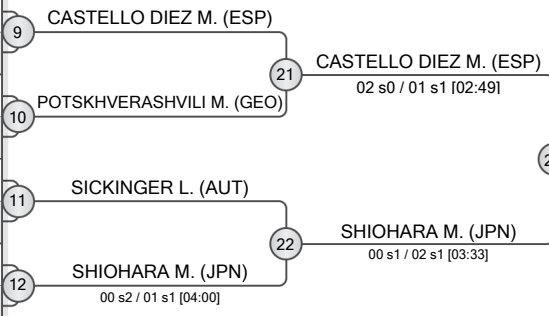 9
CASTELLO DIEZ M. (ESP)
21
CASTELLO DIEZ M. (ESP)
02 s0 / 01 s1 [02:49]
10
POTSKHVERASHVILI M. (GEO)
2
11
SICKINGER L. (AUT)
22
SHIOHARA M. (JPN)
00 s1 / 02 s1 [03:33]
12
SHIOHARA M. (JPN)
00 s2 / 01 s1 [04:00]